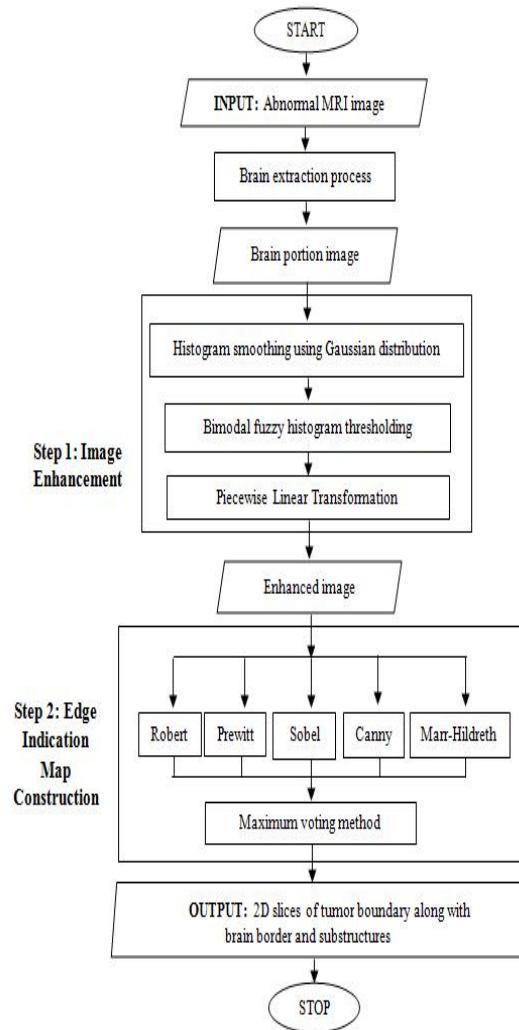 START
INPUT: Abnormal MRI image
Brain extraction process
Brain portion image
Histogram smoothing using Gaussian distribution
Bimodal fuzzy histogram thresholding
Step 1: Image
Enhancement
Piecewise Linear Transformation
Enhanced image
Step 2: Edge
Indication
Map
Construction
Robert
Prewitt
Sobel
Canny
Marr-Hildreth
Maximum voting method
OUTPUT: 2D slices of tumor boundary along with
brain border and substructures
STOP